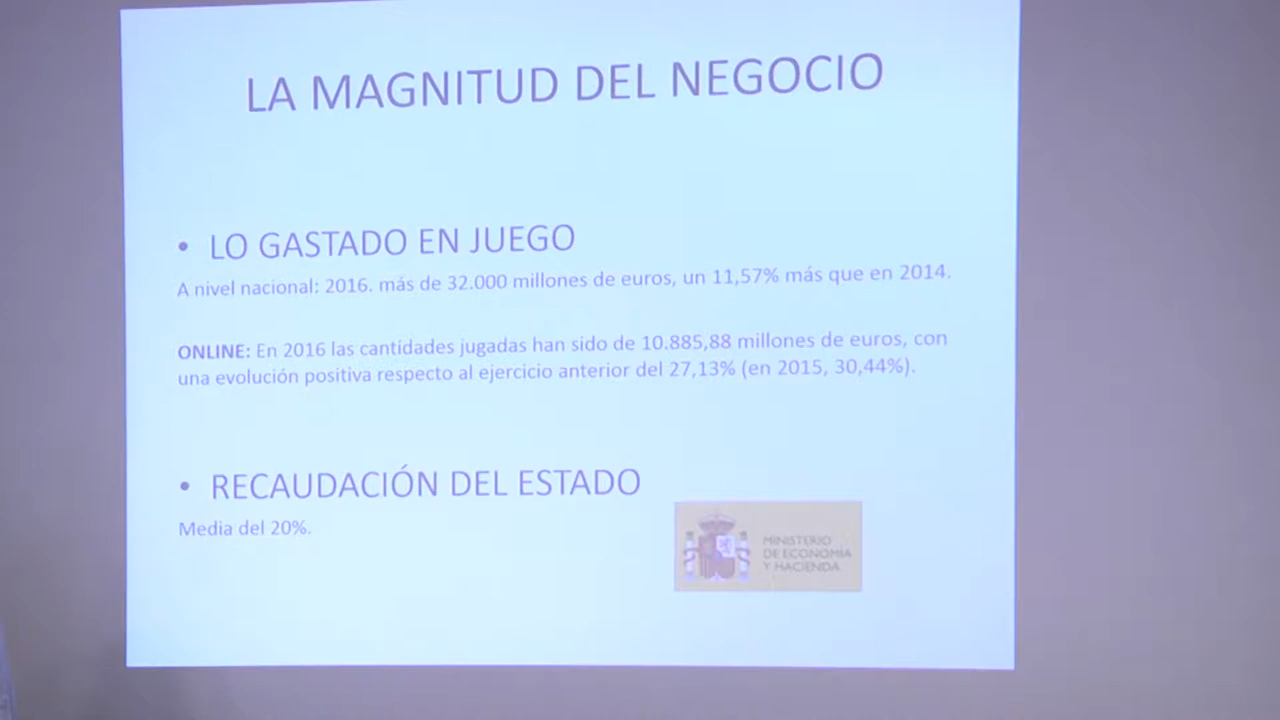 LA MAGNITUD DEL NEGOCIO
• LO GASTADO EN JUEGO
A nivel nacional: 2016. más de 32.000 millones de euros, un 11,57% más que en 2014.
ONLINE: En 2016 las cantidades jugadas han sido de 10.885,88 millones de euros, con
una evolución positiva respecto al ejercicio anterior del 27,13% (en 2015, 30,44%).
• RECAUDACIÓN DEL ESTADO
Media del 20%.
MINISTERIO
DE ECONOMÍA
Y HACIENDA